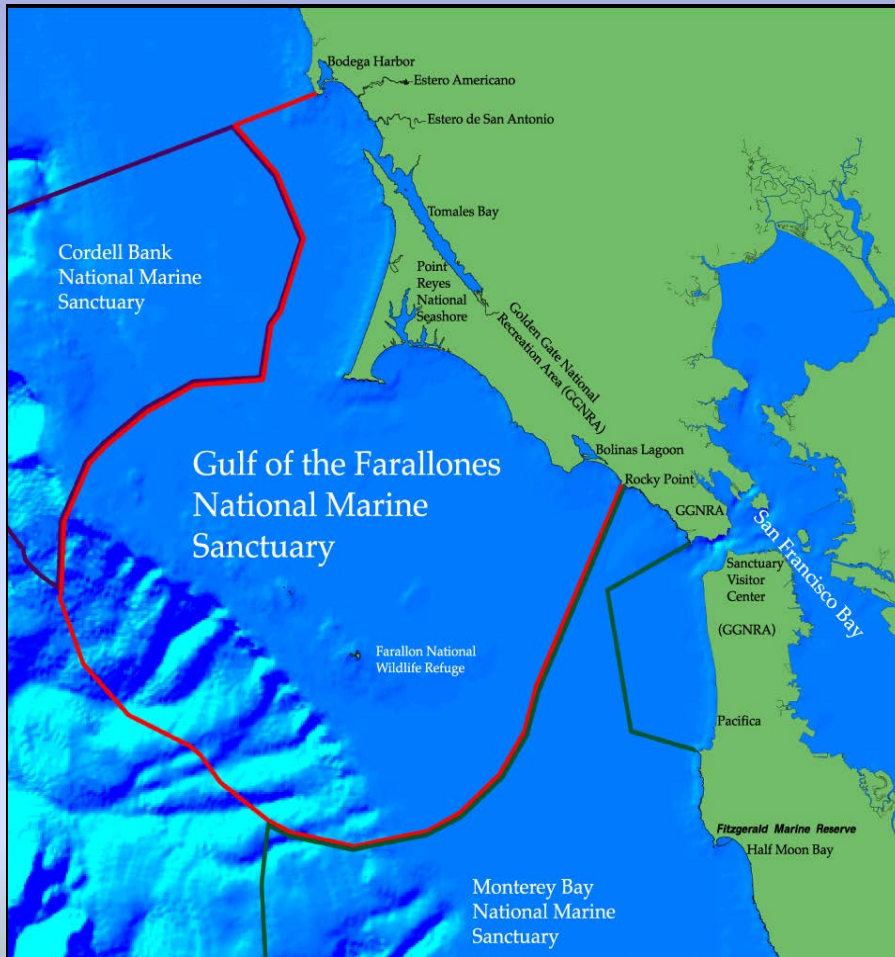 Bodega Harbor
Estero Americano
Estero de San Antonio
Tomales Bay
Cordell Bank
National Marine
Sanctuary
Point
Reyes
National
Seashore
Golden Gate National
Recreation Area (GGNRA)
Bolinas Lagoon
Gulf of the Farallones
National Marine
Sanctuary
Rocky Point
GGNRA
San Francisco Bay
Sanctuary
Visitor
Center
(GGNRA)
Farallon National
Wildlife Refuge
Pacifica
Fitzgerald Marine Reserve
Half Moon Bay
Monterey Bay
National Marine
Sanctuary